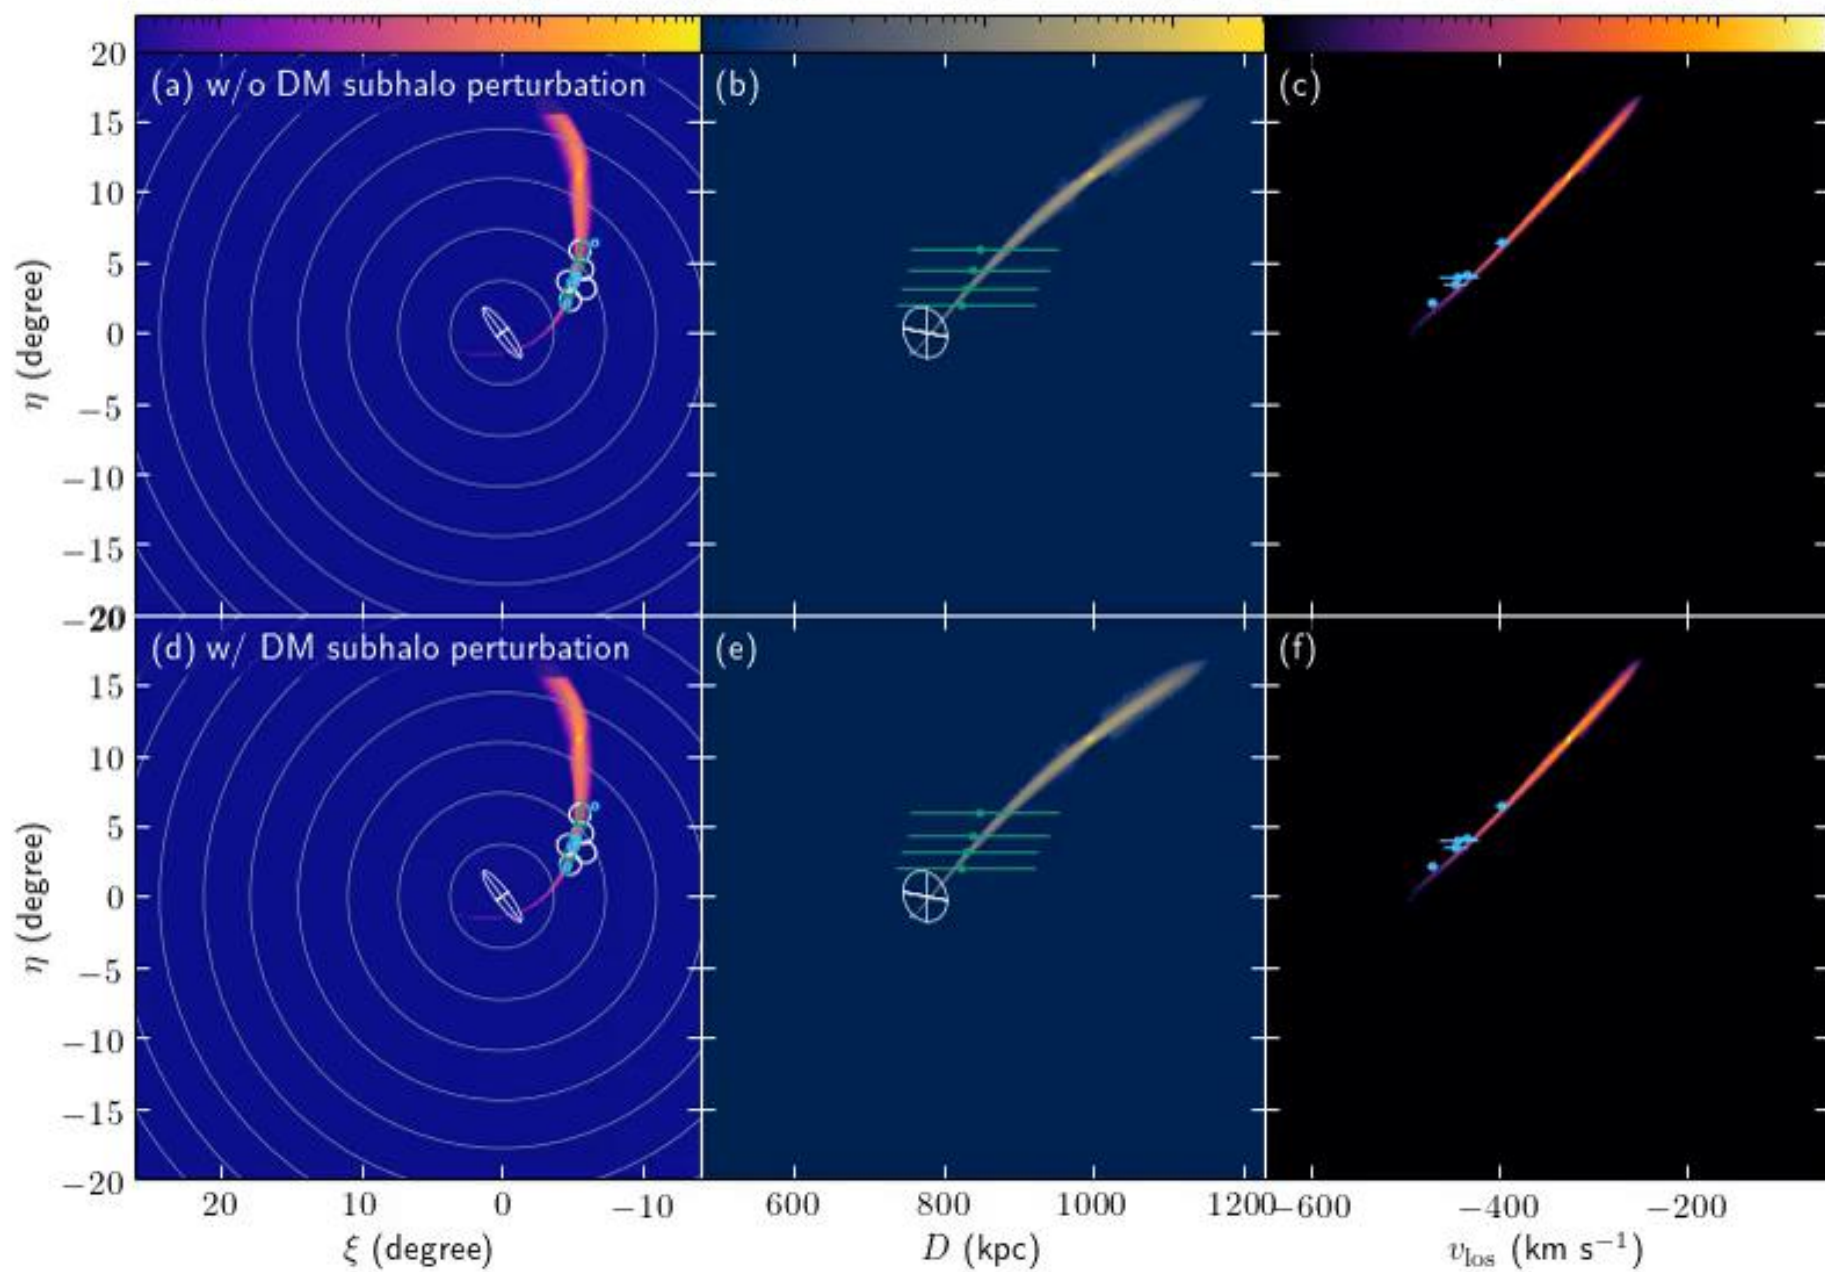 20
(a) w/o DM subhalo perturbation
(b)
(c)
15
10
5
0
−5
−10
−15
−20
η (degree)
20
(d) w/ DM subhalo perturbation
(e)
(f)
15
10
5
0
−5
−10
−15
−20
η (degree)
20 10 0 −10
600 800 1000 1200
−600 −400 −200
ξ (degree)
D (kpc)
v_los (km s⁻¹)